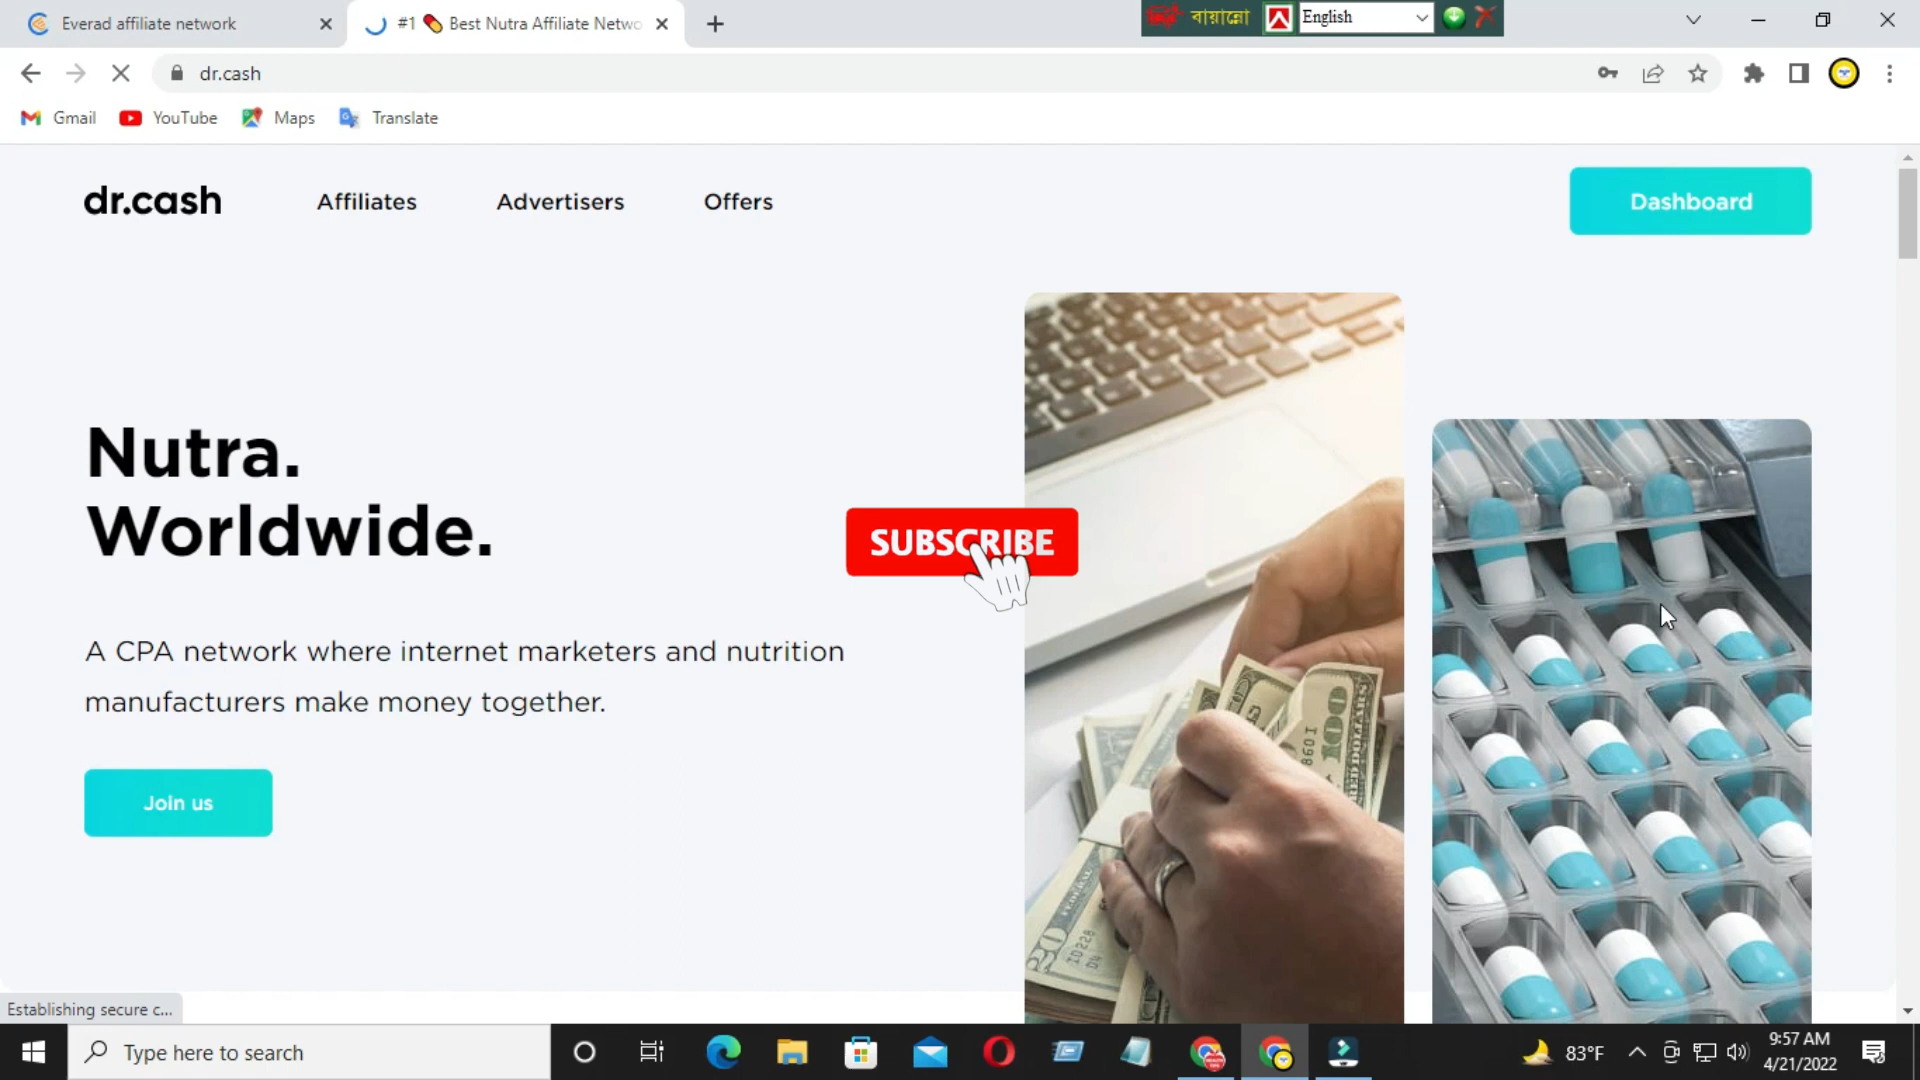 Everad affiliate network
#1 Best Nutra Affiliate Netwo
বায়ান্নো
English
dr.cash
Gmail
YouTube
Maps
Translate
dr.cash
Affiliates
Advertisers
Offers
Dashboard
Nutra.
Worldwide.
SUBSCRIBE
A CPA network where internet marketers and nutrition
manufacturers make money together.
Join us
Establishing secure c...
Type here to search
83°F
9:57 AM
4/21/2022